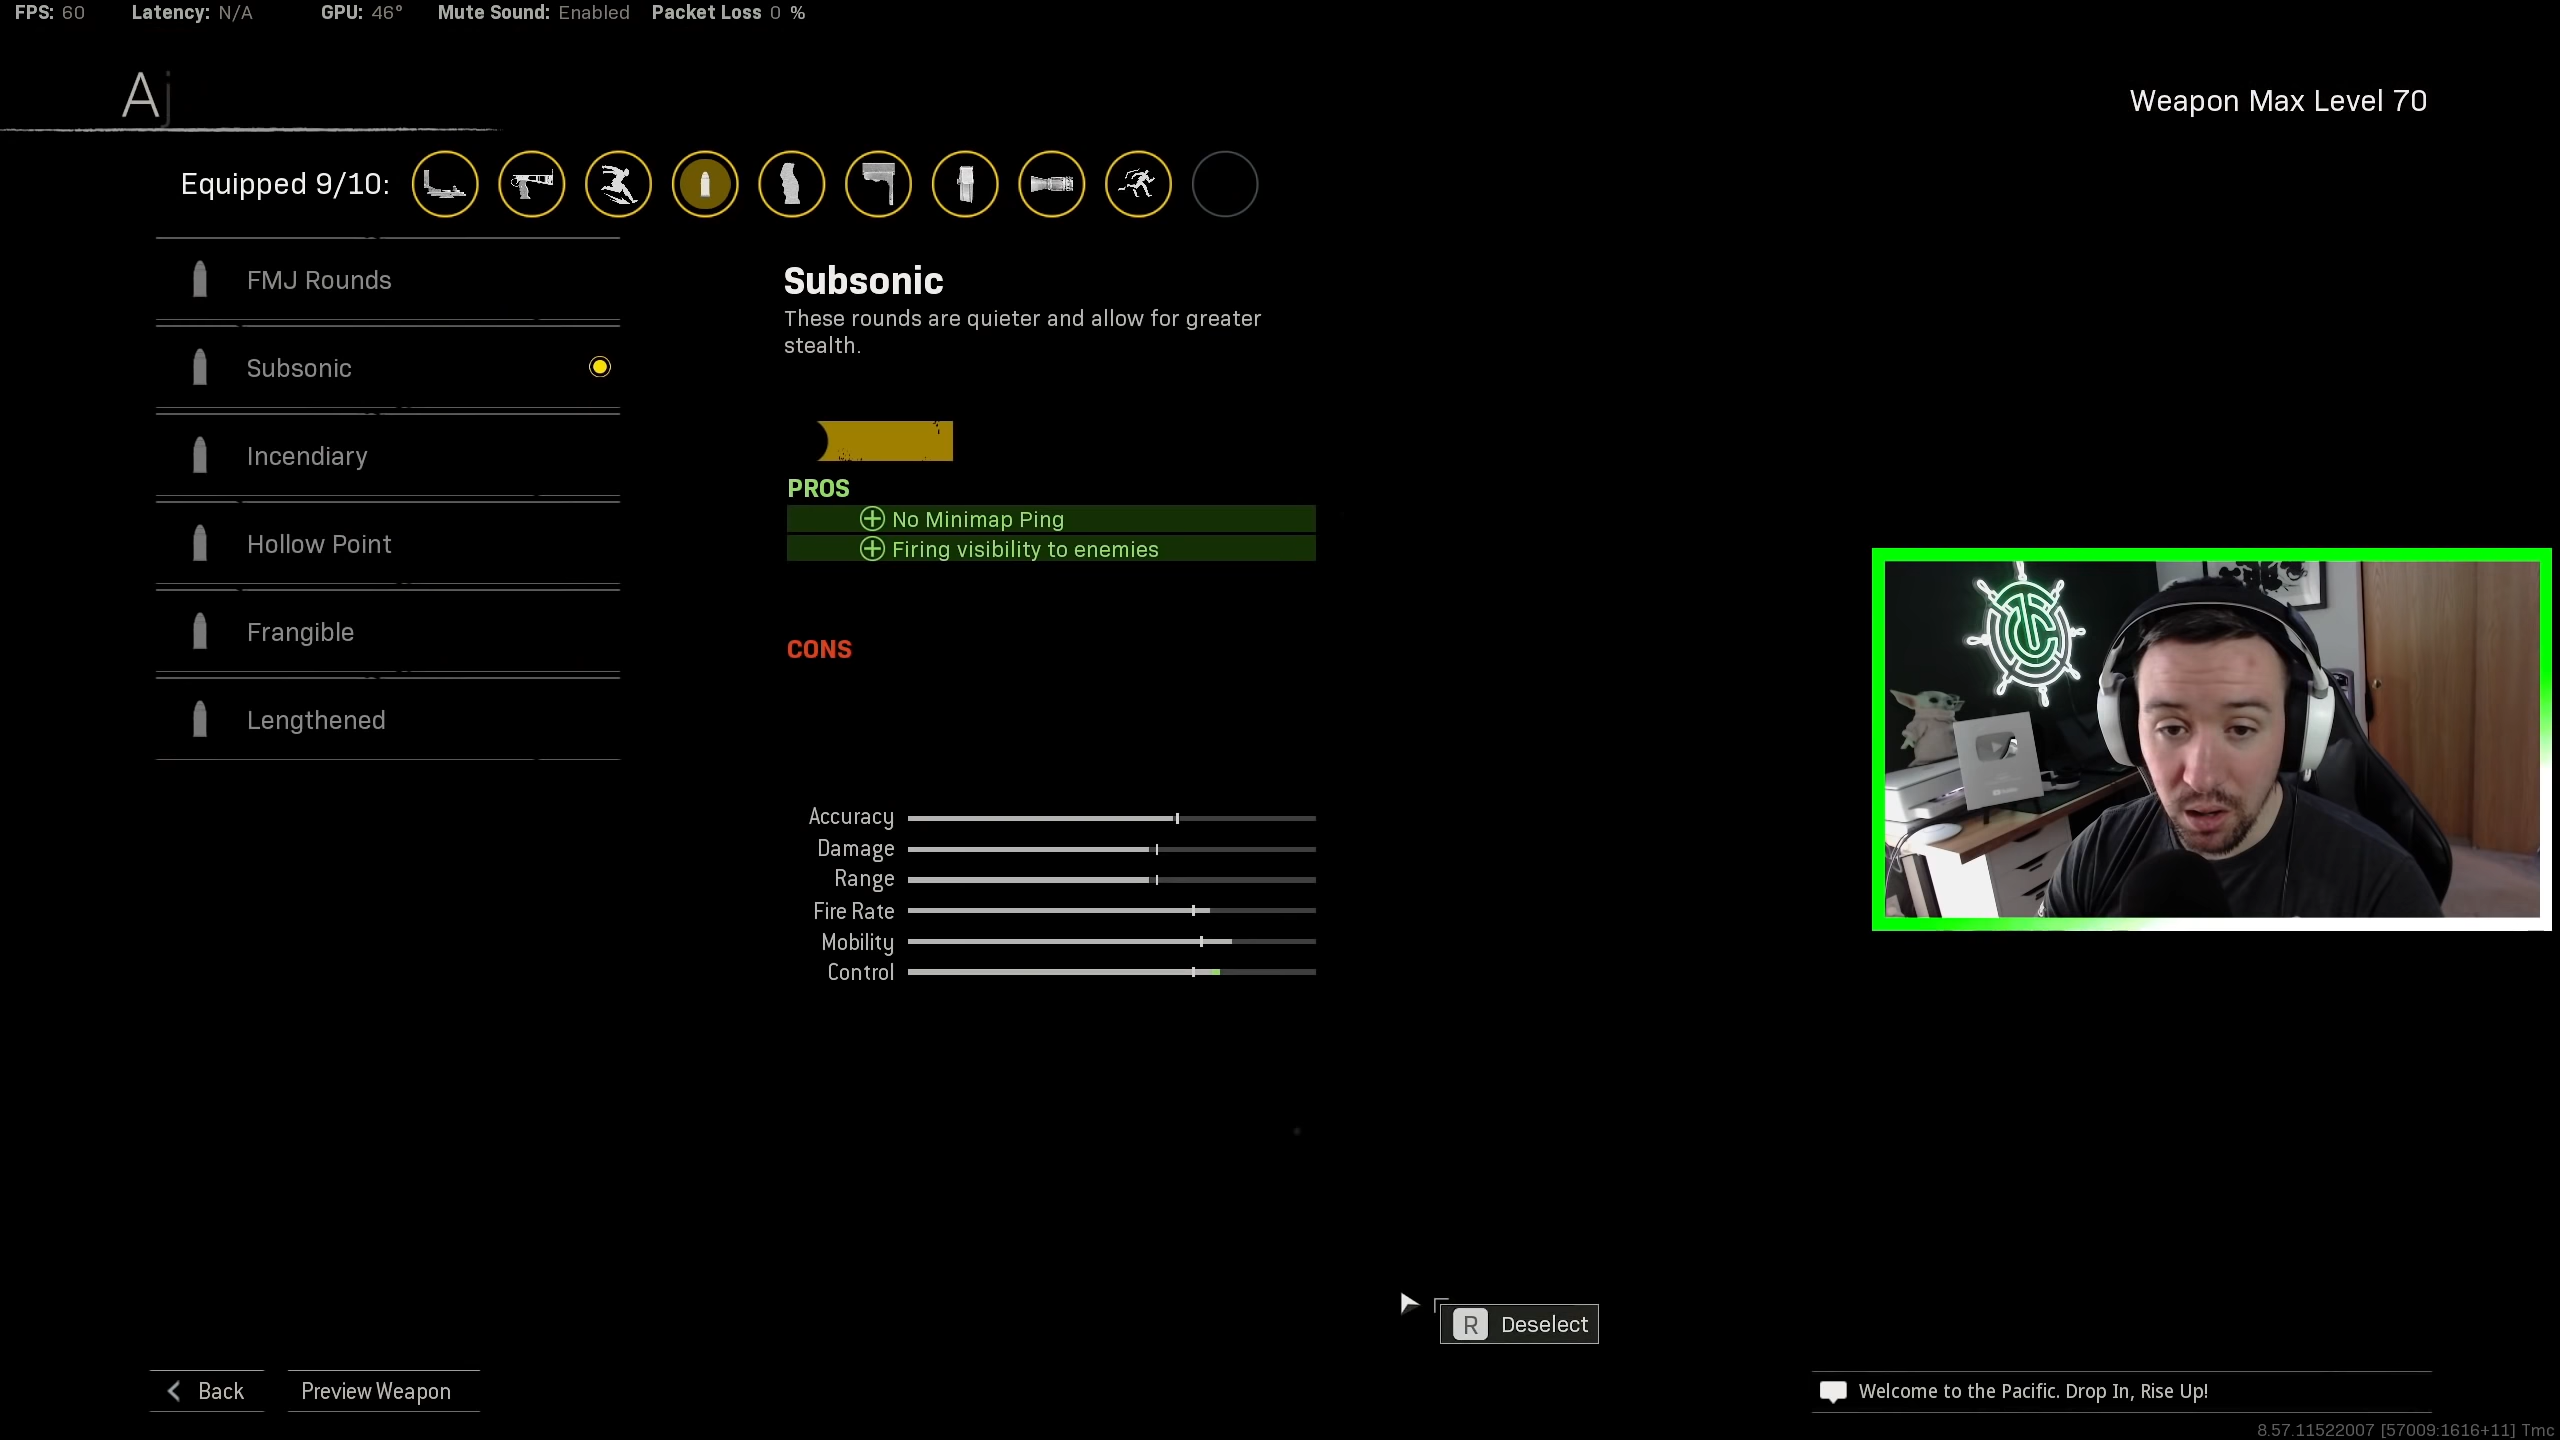 FPS: 60 Latency: N/A GPU: 46° Mute Sound: Enabled Packet Loss 0 %
Aj
Weapon Max Level 70
Equipped 9/10:
FMJ Rounds
Subsonic
Incendiary
Hollow Point
Frangible
Lengthened
Subsonic
These rounds are quieter and allow for greater
stealth.
PROS
No Minimap Ping
Firing visibility to enemies
CONS
Accuracy
Damage
Range
Fire Rate
Mobility
Control
R Deselect
Back
Preview Weapon
Welcome to the Pacific. Drop In, Rise Up!
8.57.11522007 [57009:1616+11] Tmc